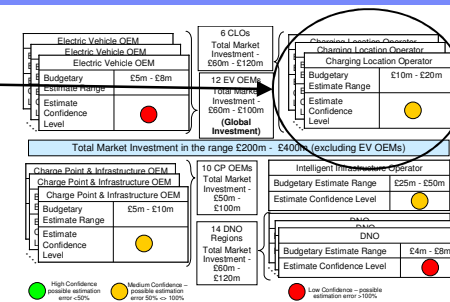 Electric Vehicle OEM
Electric Vehicle OEM
Electric Vehicle OEM
Budgetary Estimate Range
£5m - £8m
Estimate Confidence Level
6 CLOs
Total Market
Investment -
£60m - £120m
12 EV OEMs
Total Market
Investment -
£60m - £100m
(Global
Investment)
Charging Location Operator
Charging Location Operator
Charging Location Operator
Budgetary
Estimate Range
£10m - £20m
Estimate
Confidence
Level
Total Market Investment in the range £200m - £400m (excluding EV OEMs)
Charge Point & Infrastructure OEM
Charge Point & Infrastructure OEM
Charge Point & Infrastructure OEM
Budgetary
Estimate Range
£5m - £10m
Estimate
Confidence
Level
10 CP OEMs
Total Market
Investment -
£50m -
£100m
14 DNO
Regions
Total Market
Investment -
£60m -
£120m
Intelligent Infrastructure Operator
Budgetary Estimate Range £25m - £50m
Estimate Confidence Level
DNO
DNO
DNO
Budgetary Estimate Range £4m - £8m
Estimate Confidence Level
High Confidence
possible estimation
error <50%
Medium Confidence –
possible estimation
error 50% <> 100%
Low Confidence – possible
estimation error >100%